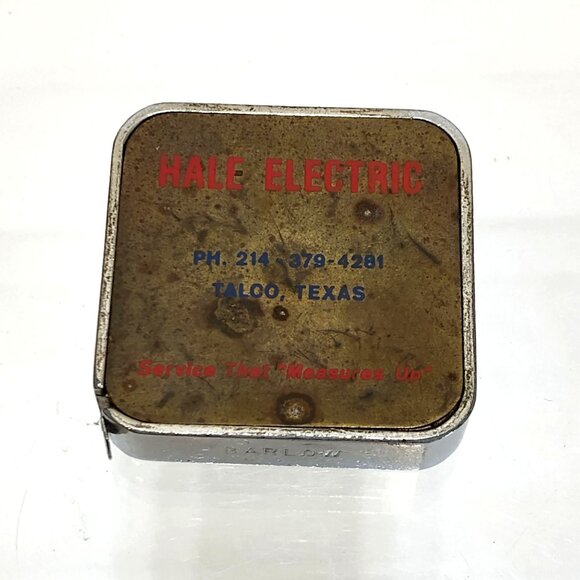 HALE ELECTRIC
PH. 214-379-4281
TALCO, TEXAS
Service That "Measures Up"
BARLOW